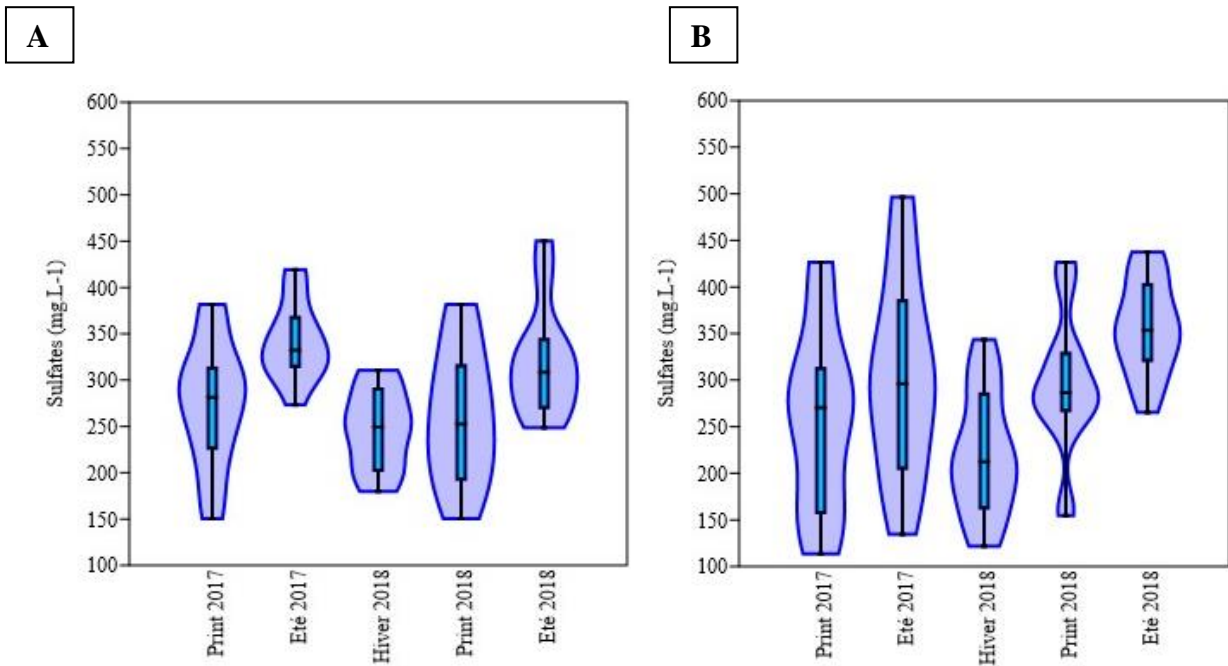 A
B
600
550
500
450
400
350
300
250
200
150
100
Sulfates (mg.L-1)
Print 2017
Eté 2017
Hiver 2018
Print 2018
Eté 2018
600
550
500
450
400
350
300
250
200
150
100
Sulfates (mg.L-1)
Print 2017
Eté 2017
Hiver 2018
Print 2018
Eté 2018